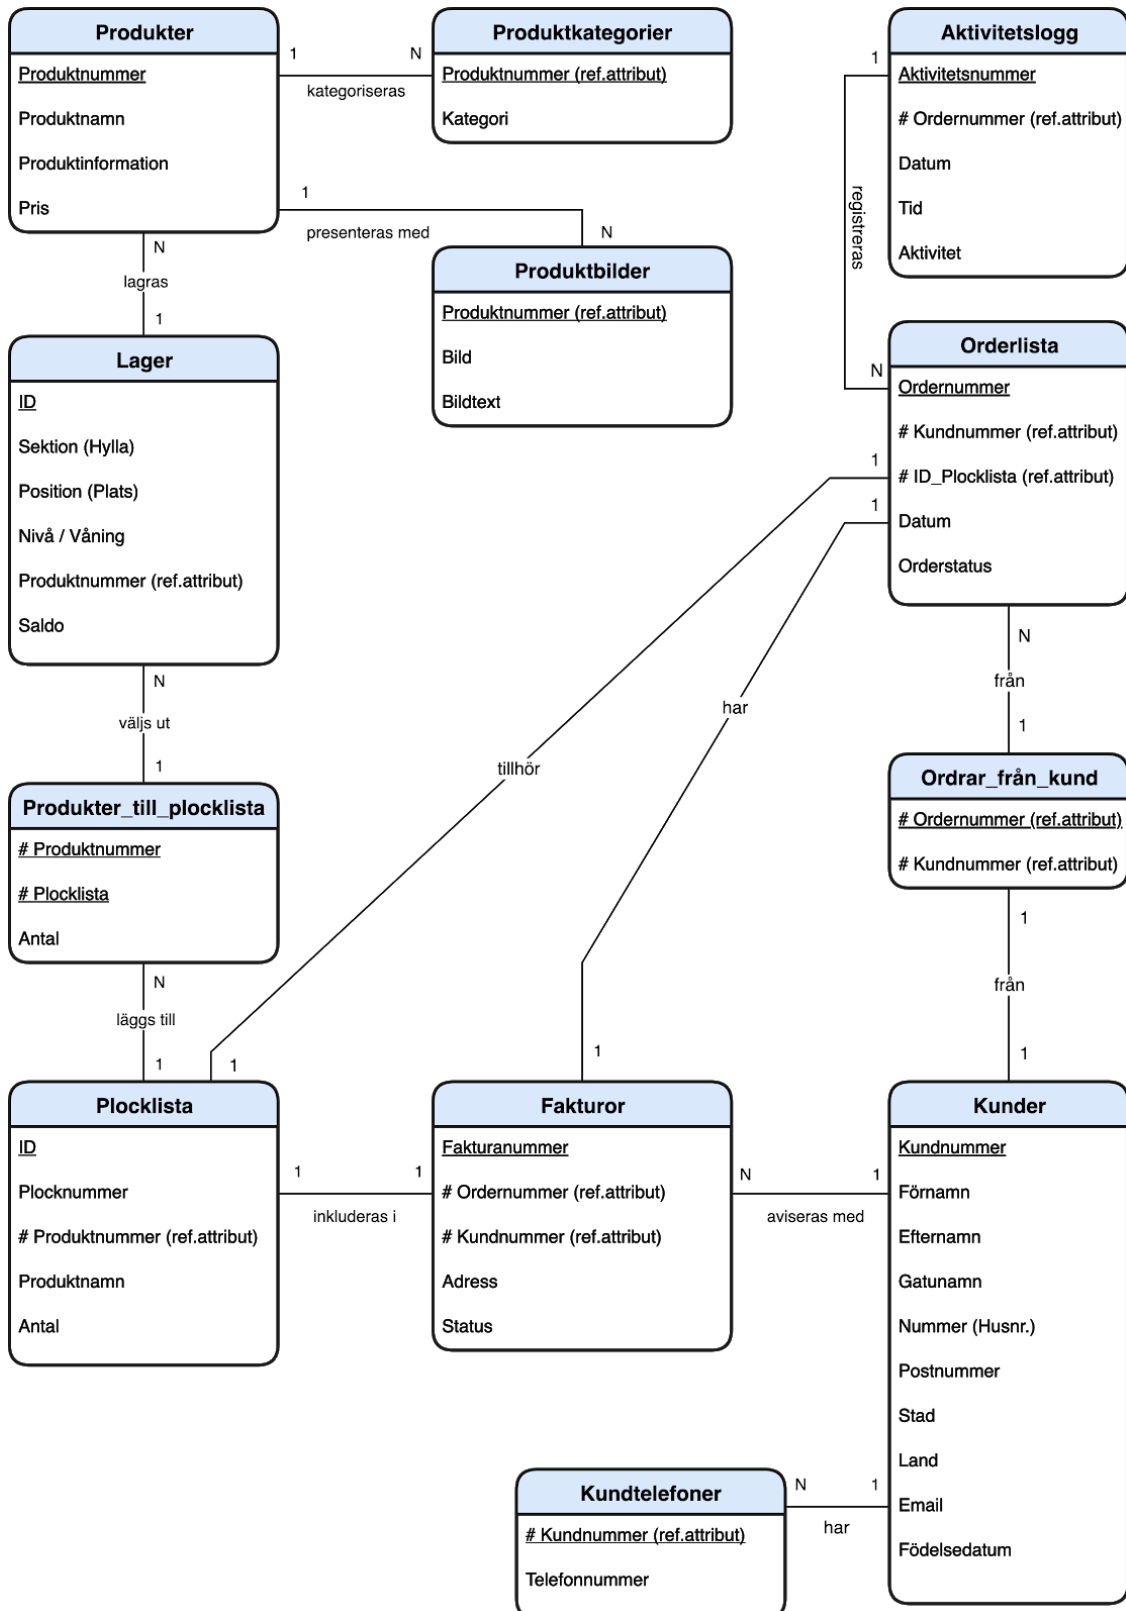 Produkter
Produktnummer
Produktnamn
Produktinformation
Pris
1
N
kategoriseras
Produktkategorier
Produktnummer (ref.attribut)
Kategori
1
presenteras med
N
Produktbilder
Produktnummer (ref.attribut)
Bild
Bildtext
Aktivitetslogg
Aktivitetsnummer
# Ordernummer (ref.attribut)
Datum
Tid
Aktivitet
1
registreras
N
N
lagras
1
Lager
ID
Sektion (Hylla)
Position (Plats)
Nivå / Våning
Produktnummer (ref.attribut)
Saldo
Orderlista
Ordernummer
# Kundnummer (ref.attribut)
# ID_Plocklista (ref.attribut)
Datum
Orderstatus
1
1
N
från
1
N
väljs ut
1
har
tillhör
Produkter_till_plocklista
# Produktnummer
# Plocklista
Antal
Ordrar_från_kund
# Ordernummer (ref.attribut)
# Kundnummer (ref.attribut)
1
från
1
N
läggs till
1
1
1
Plocklista
ID
Plocknummer
# Produktnummer (ref.attribut)
Produktnamn
Antal
1
1
inkluderas i
Fakturor
Fakturanummer
# Ordernummer (ref.attribut)
# Kundnummer (ref.attribut)
Adress
Status
N
1
aviseras med
Kunder
Kundnummer
Förnamn
Efternamn
Gatunamn
Nummer (Husnr.)
Postnummer
Stad
Land
Email
Födelsedatum
N
1
har
Kundtelefoner
# Kundnummer (ref.attribut)
Telefonnummer